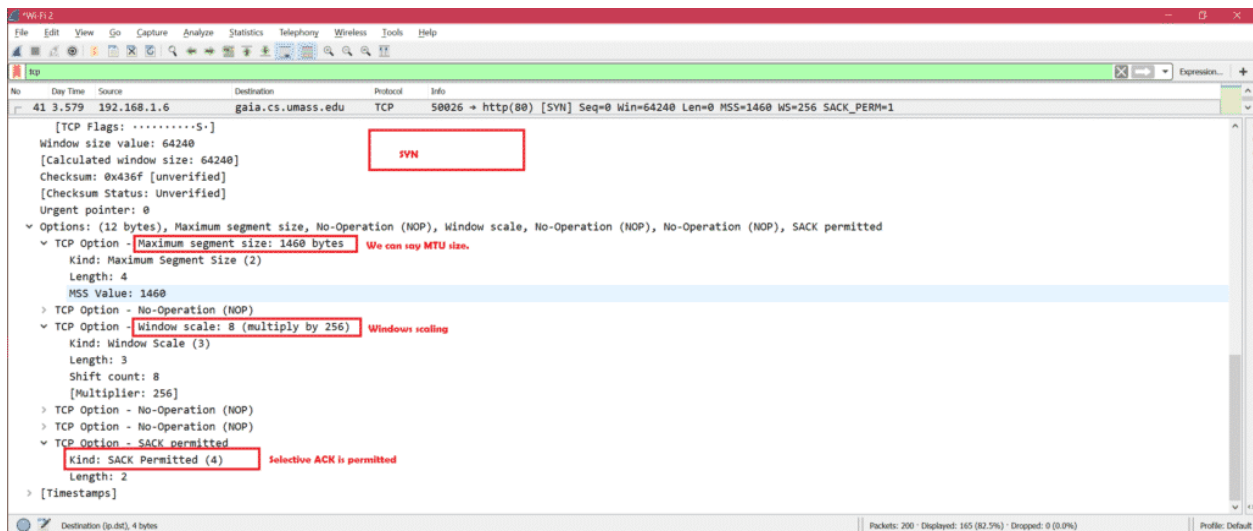 *Wi-Fi 2
File Edit View Go Capture Analyze Statistics Telephony Wireless Tools Help
tcp
Expression... +
No Day Time Source Destination Protocol Info
41 3.579 192.168.1.6 gaia.cs.umass.edu TCP 50026 → http(80) [SYN] Seq=0 Win=64240 Len=0 MSS=1460 WS=256 SACK_PERM=1
[TCP Flags: ··········S·]
Window size value: 64240
SYN
[Calculated window size: 64240]
Checksum: 0x436f [unverified]
[Checksum Status: Unverified]
Urgent pointer: 0
Options: (12 bytes), Maximum segment size, No-Operation (NOP), Window scale, No-Operation (NOP), No-Operation (NOP), SACK permitted
TCP Option - Maximum segment size: 1460 bytes We can say MTU size.
Kind: Maximum Segment Size (2)
Length: 4
MSS Value: 1460
TCP Option - No-Operation (NOP)
TCP Option - Window scale: 8 (multiply by 256) Windows scaling
Kind: Window Scale (3)
Length: 3
Shift count: 8
[Multiplier: 256]
TCP Option - No-Operation (NOP)
TCP Option - No-Operation (NOP)
TCP Option - SACK permitted
Kind: SACK Permitted (4) Selective ACK is permitted
Length: 2
[Timestamps]
Destination (ip.dst), 4 bytes Packets: 200 · Displayed: 165 (82.5%) · Dropped: 0 (0.0%) Profile: Default